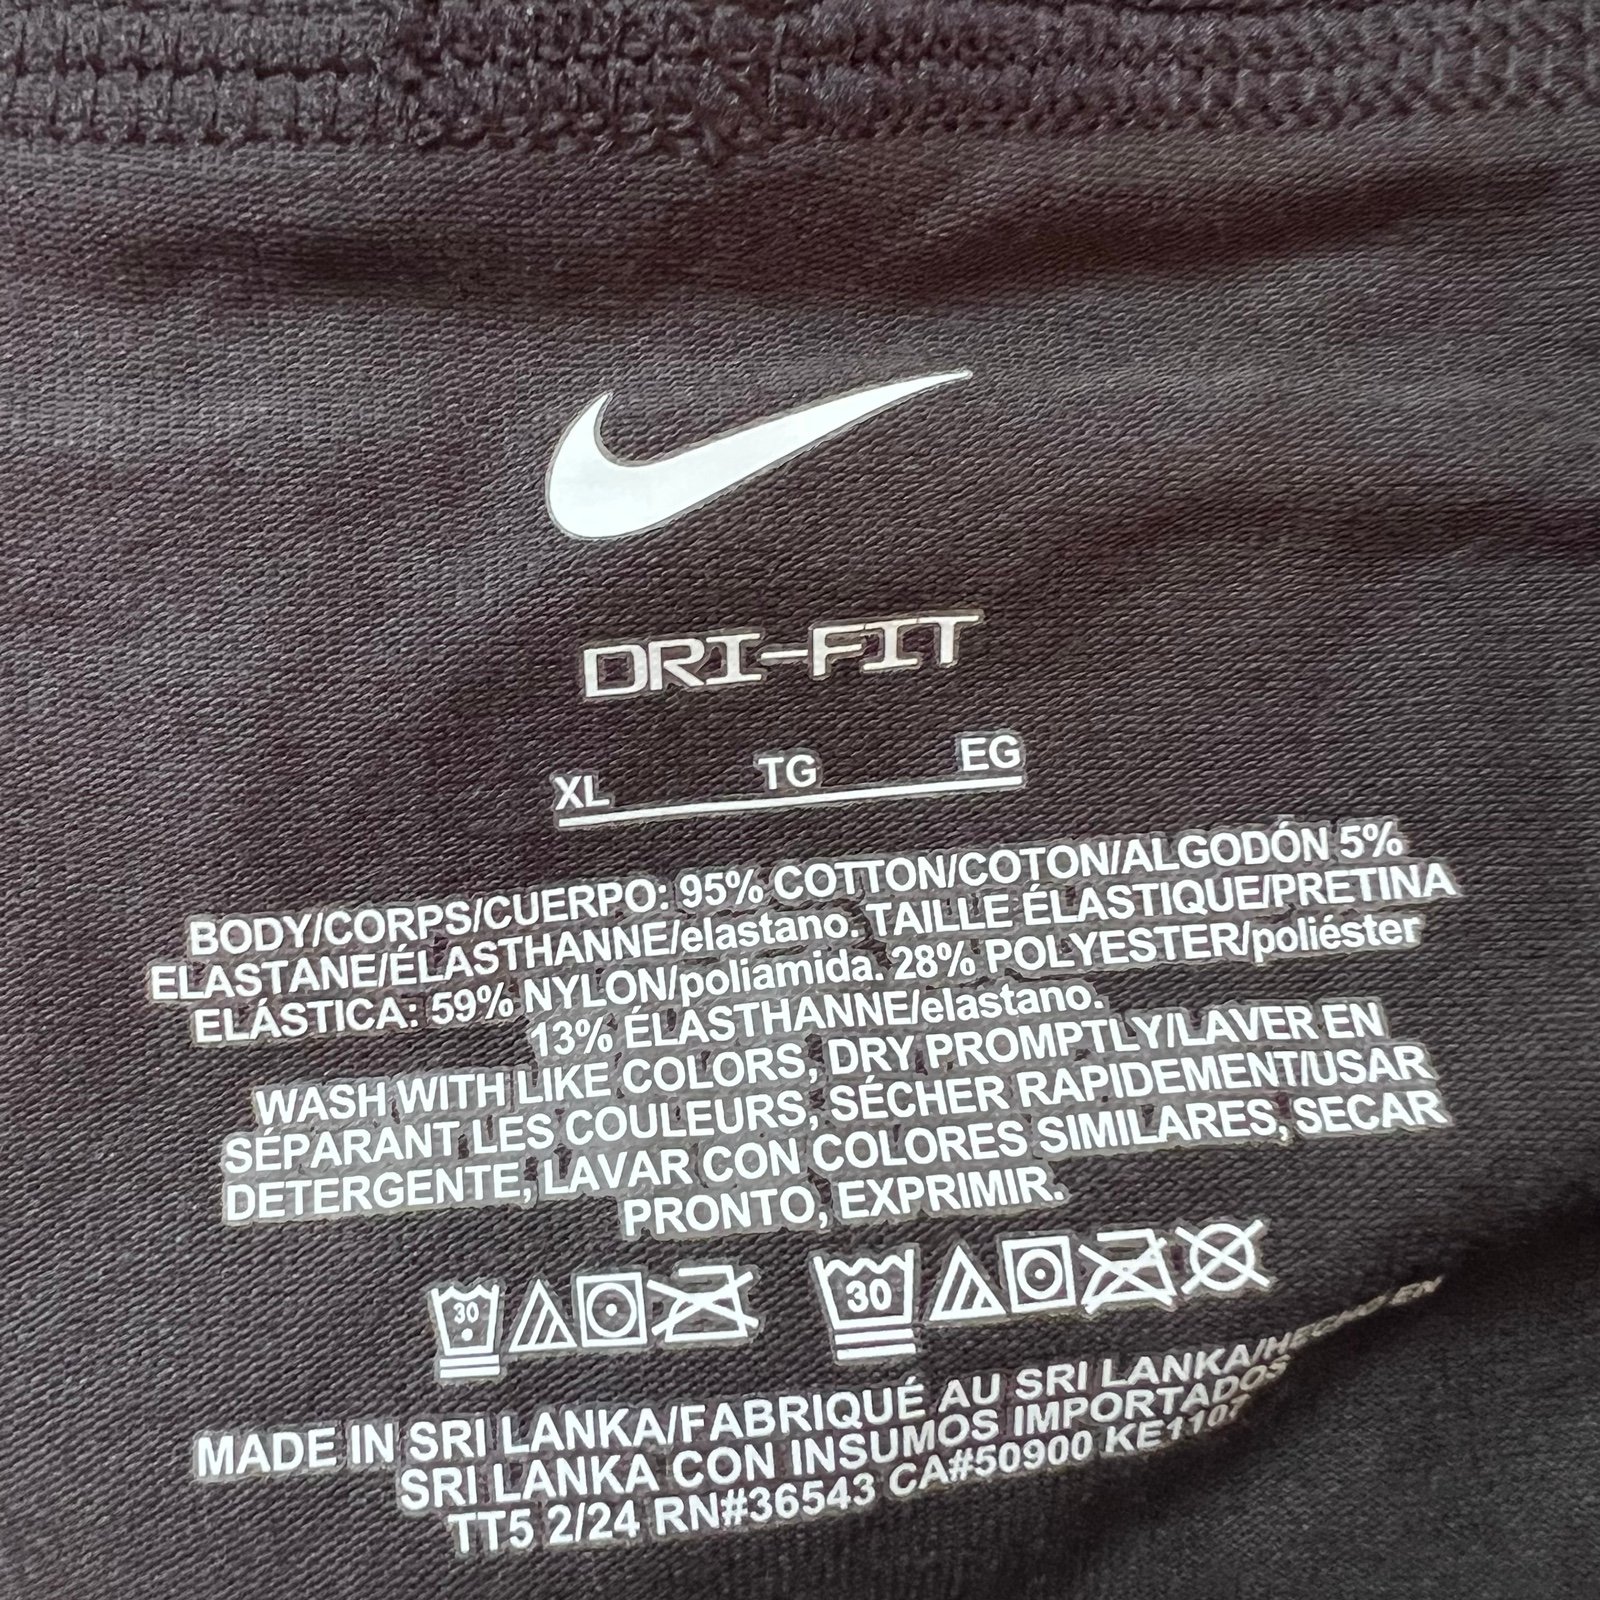 DRI-FIT
XL TG EG
BODY/CORPS/CUERPO: 95% COTTON/COTON/ALGODÓN 5%
ELASTANE/ÉLASTHANNE/elastano. TAILLE ÉLASTIQUE/PRETINA
ELÁSTICA: 59% NYLON/poliamida. 28% POLYESTER/poliéster
13% ÉLASTHANNE/elastano.
WASH WITH LIKE COLORS, DRY PROMPTLY/LAVER EN
SÉPARANT LES COULEURS, SÉCHER RAPIDEMENT/USAR
DETERGENTE, LAVAR CON COLORES SIMILARES, SECAR
PRONTO, EXPRIMIR.
30 30
MADE IN SRI LANKA/FABRIQUÉ AU SRI LANKA/HECHO EN
SRI LANKA CON INSUMOS IMPORTADOS
TT5 2/24 RN#36543 CA#50900 KE1107